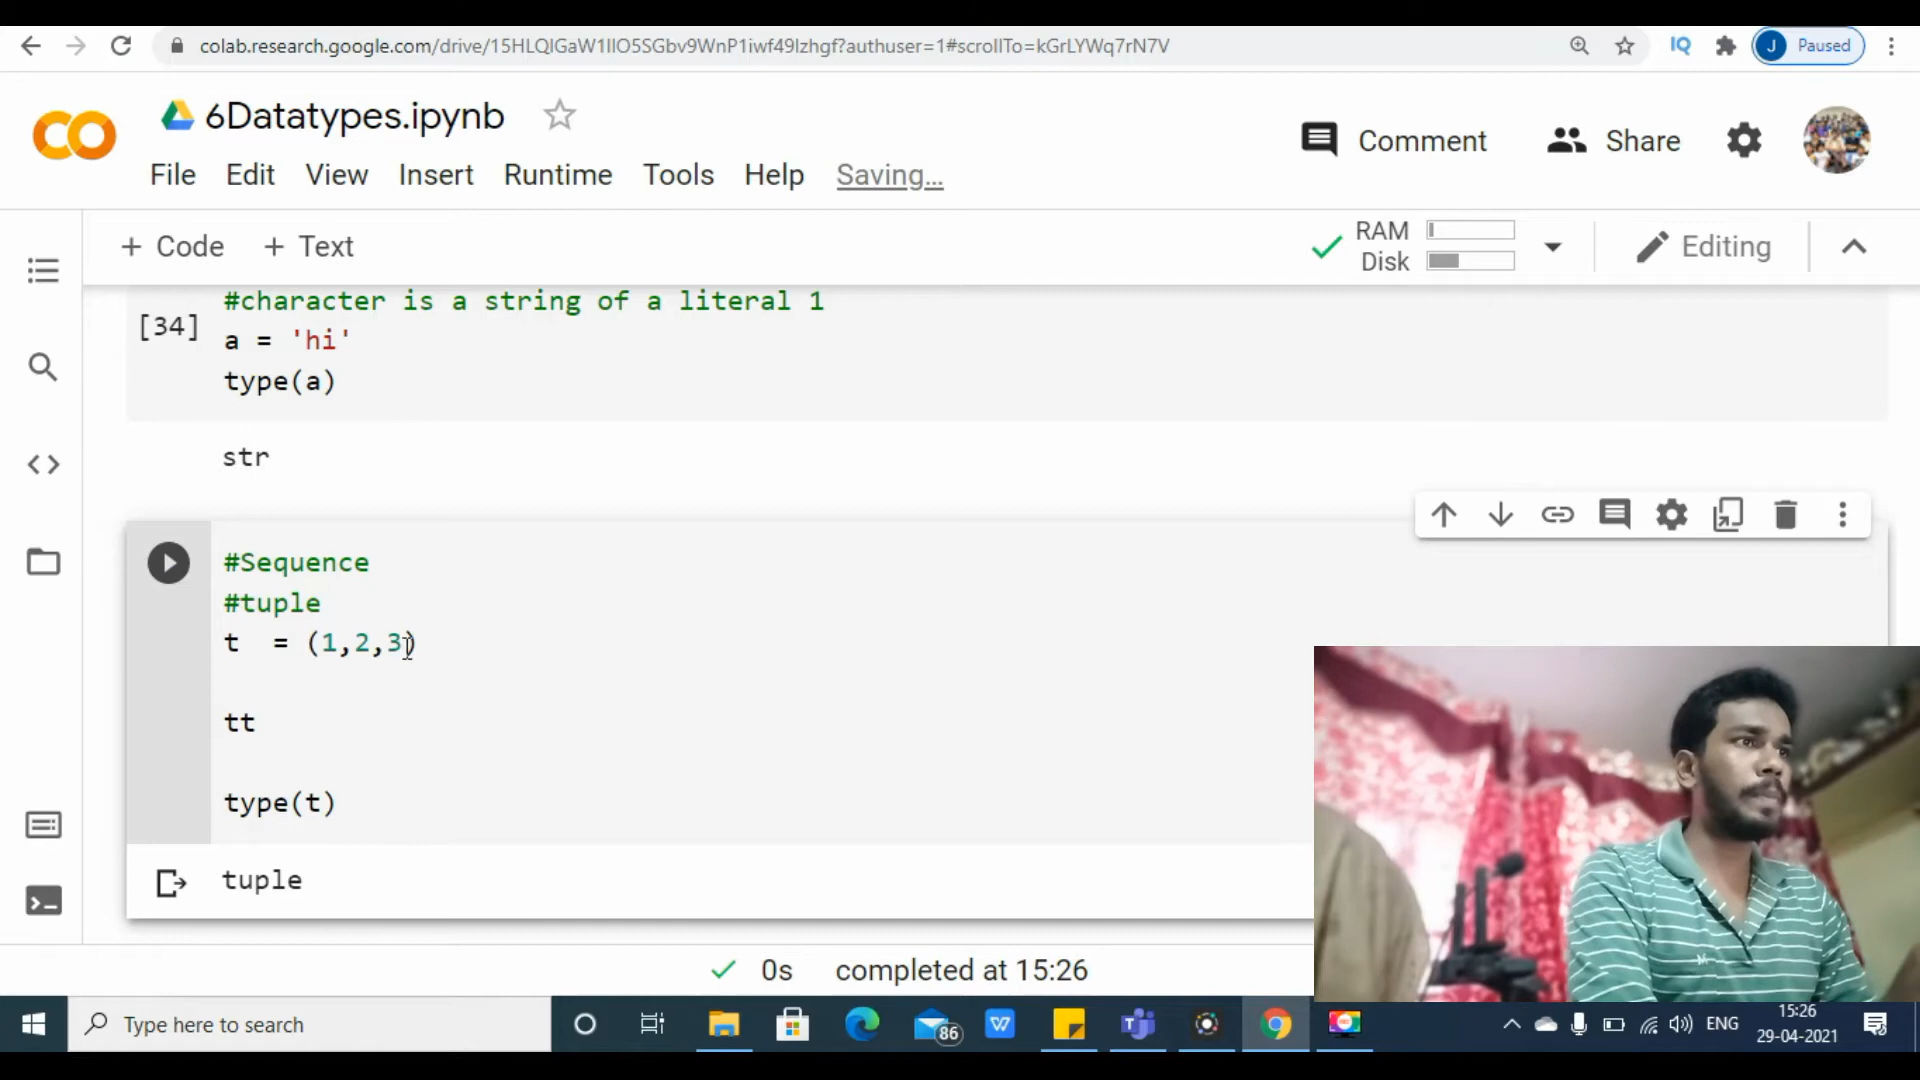 colab.research.google.com/drive/15HLQlGaW1lIO5SGbv9WnP1iwf49lzhgf?authuser=1#scrollTo=kGrLYWq7rN7V
IQ
J Paused
CO
6Datatypes.ipynb
Comment
Share
File Edit View Insert Runtime Tools Help Saving...
+ Code + Text
RAM
Disk
Editing
#character is a string of a literal 1
[34]
a = 'hi'
type(a)
str
#Sequence
#tuple
t  = (1,2,3)
tt
type(t)
tuple
0s completed at 15:26
Type here to search
86
W
ENG
15:26
29-04-2021